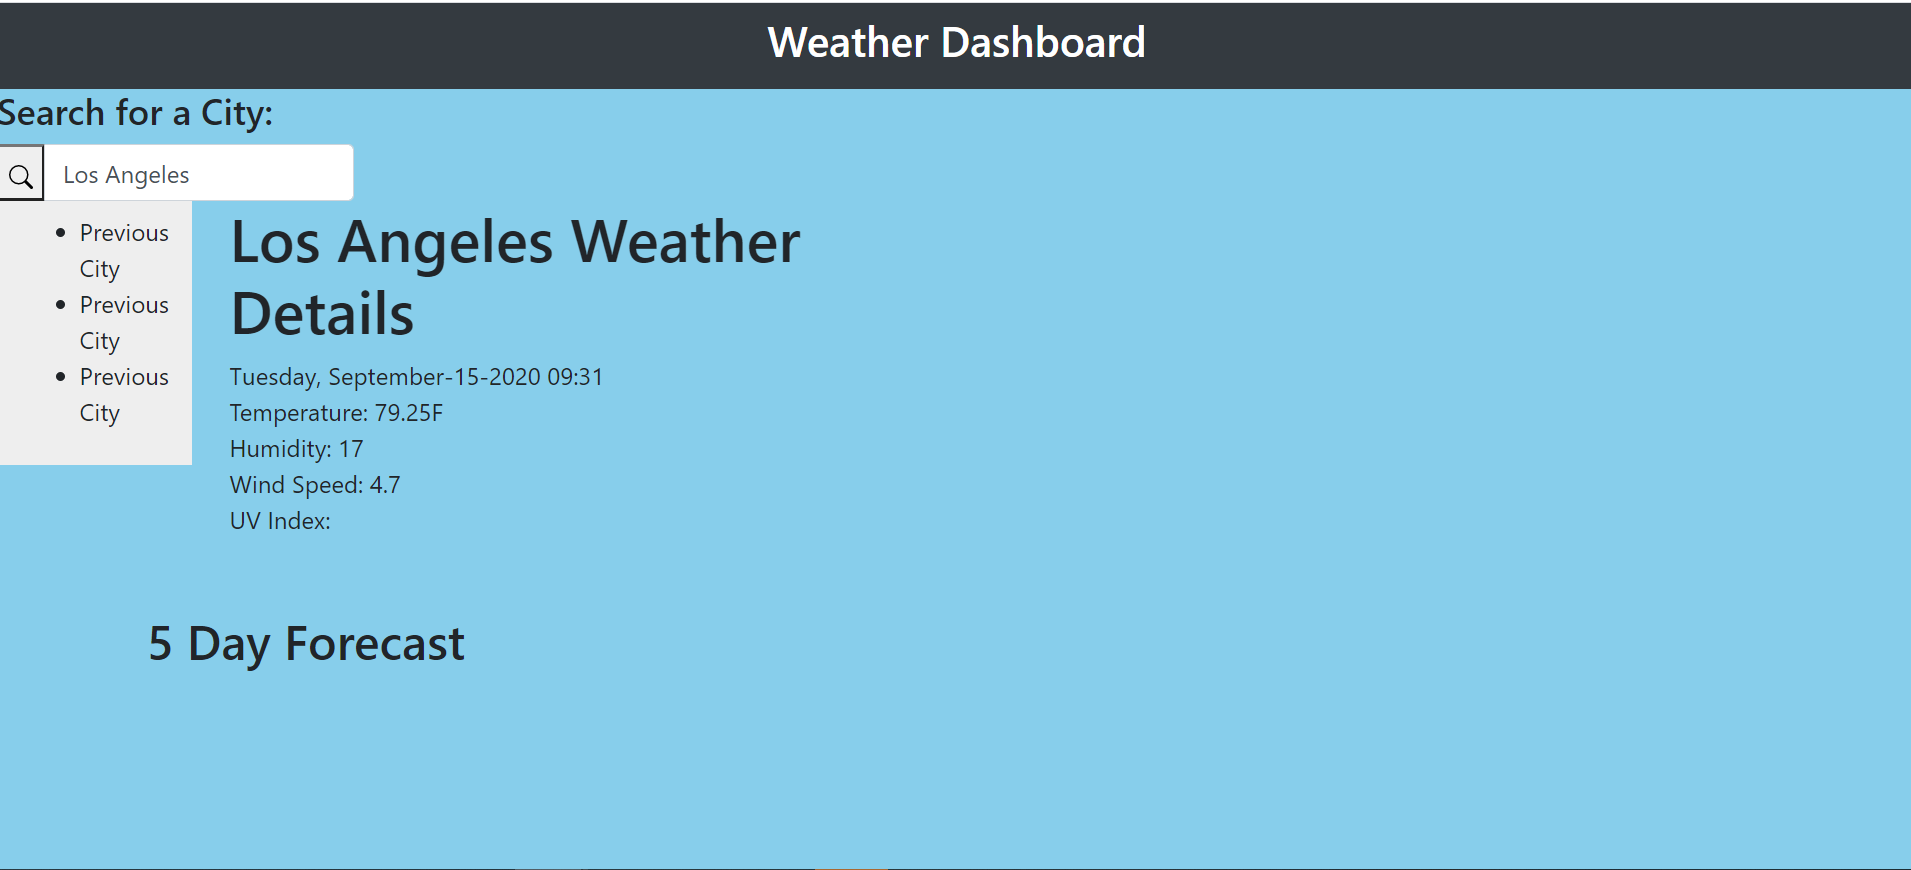 Weather Dashboard
Search for a City:
Los Angeles
Previous
City
Previous
City
Previous
City
Los Angeles Weather
Details
Tuesday, September-15-2020 09:31
Temperature: 79.25F
Humidity: 17
Wind Speed: 4.7
UV Index:
5 Day Forecast